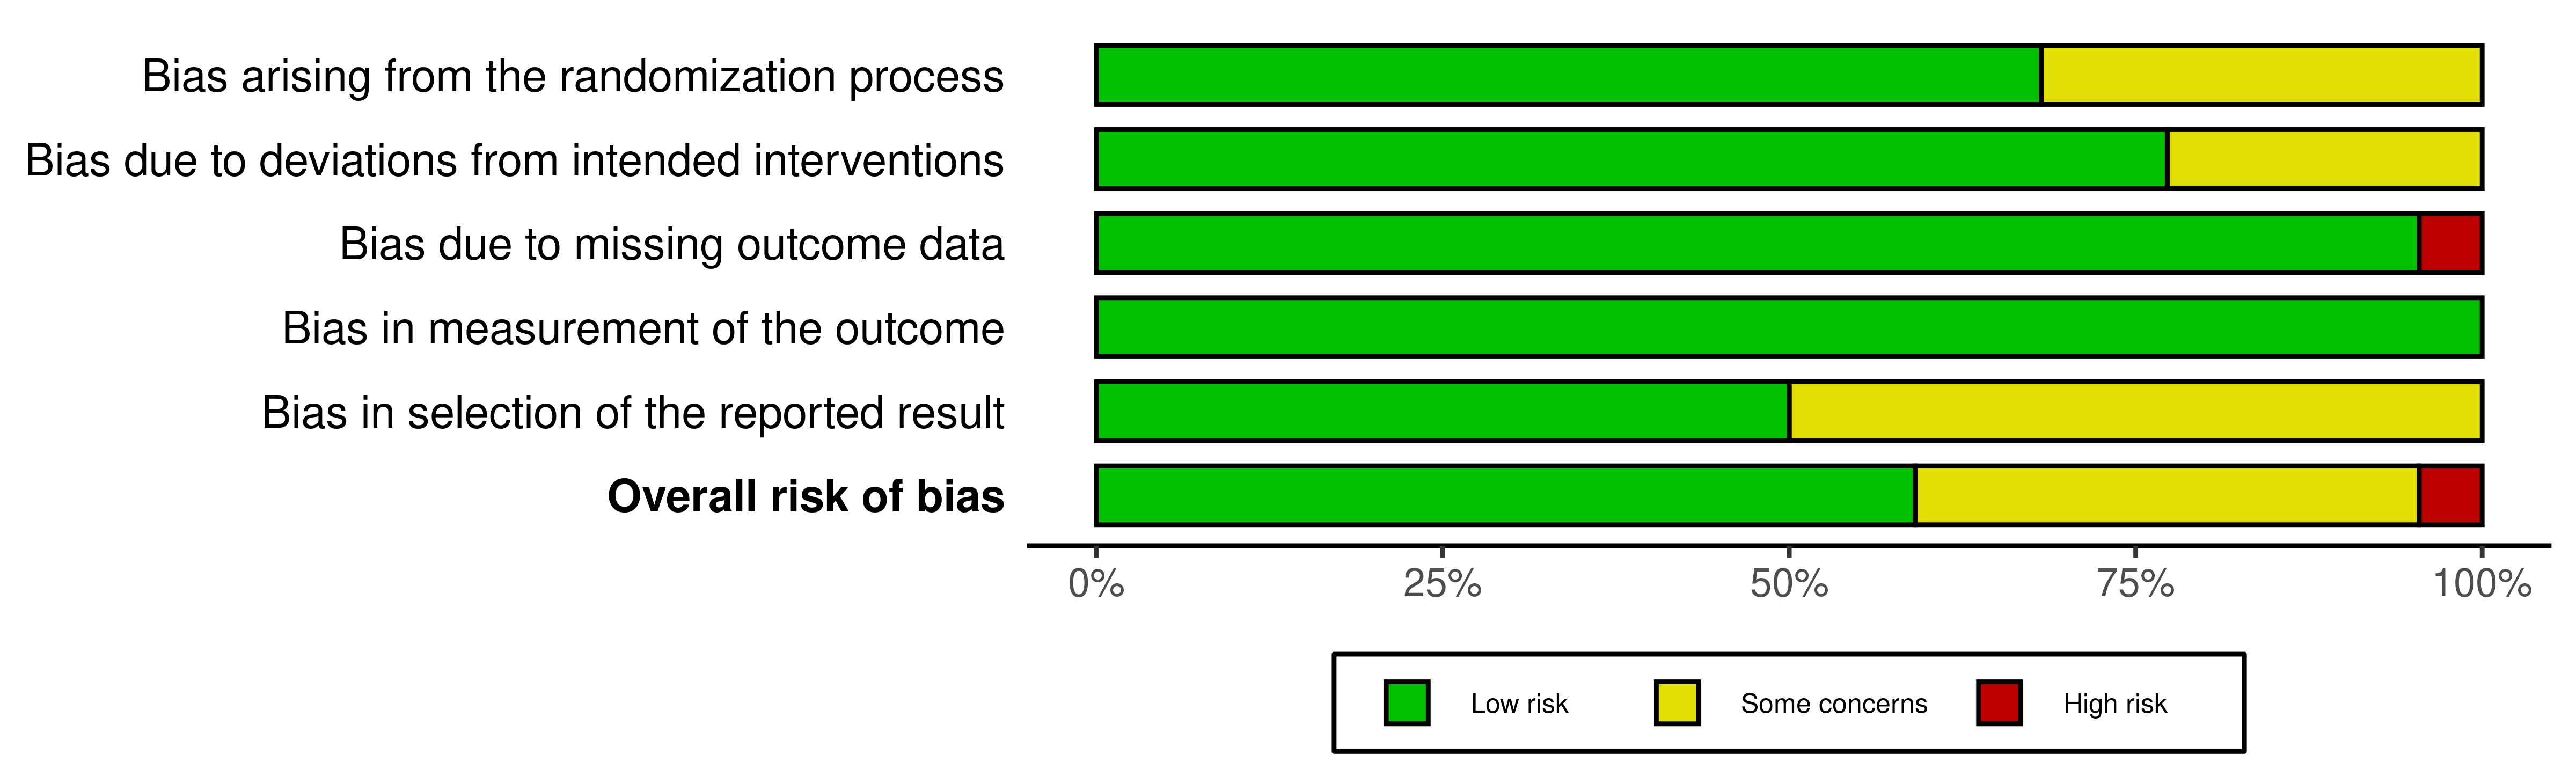 Bias arising from the randomization process
Bias due to deviations from intended interventions
Bias due to missing outcome data
Bias in measurement of the outcome
Bias in selection of the reported result
Overall risk of bias
0% 25% 50% 75% 100%
Low risk Some concerns High risk